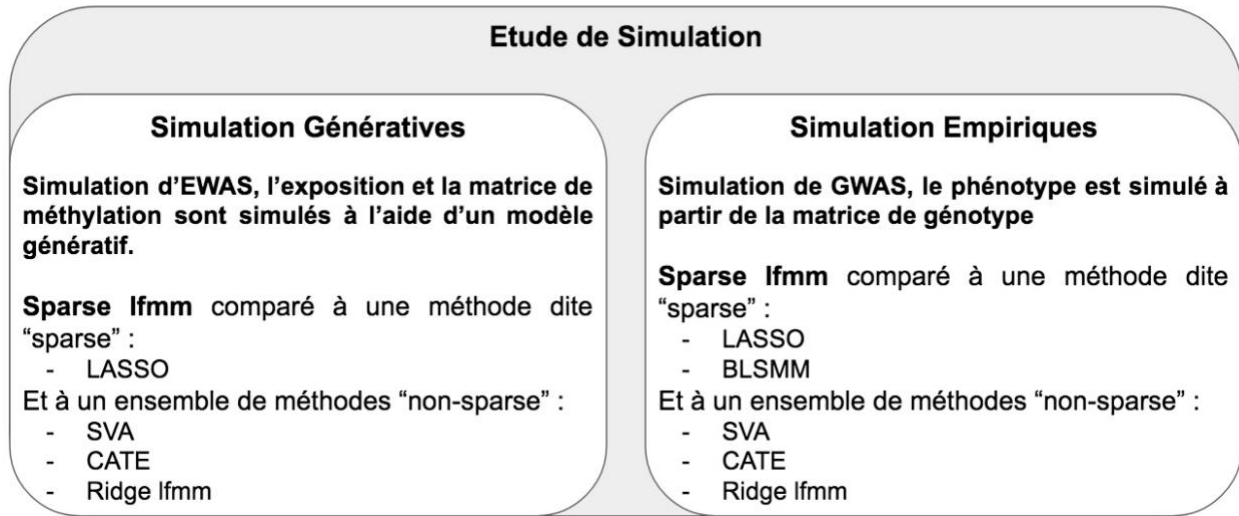 Etude de Simulation
Simulation Génératives
Simulation d’EWAS, l’exposition et la matrice de
méthylation sont simulés à l’aide d’un modèle
génératif.
Sparse lfmm comparé à une méthode dite
“sparse” :
- LASSO
Et à un ensemble de méthodes “non-sparse” :
- SVA
- CATE
- Ridge lfmm
Simulation Empiriques
Simulation de GWAS, le phénotype est simulé à
partir de la matrice de génotype
Sparse lfmm comparé à une méthode dite
“sparse” :
- LASSO
- BLSMM
Et à un ensemble de méthodes “non-sparse” :
- SVA
- CATE
- Ridge lfmm